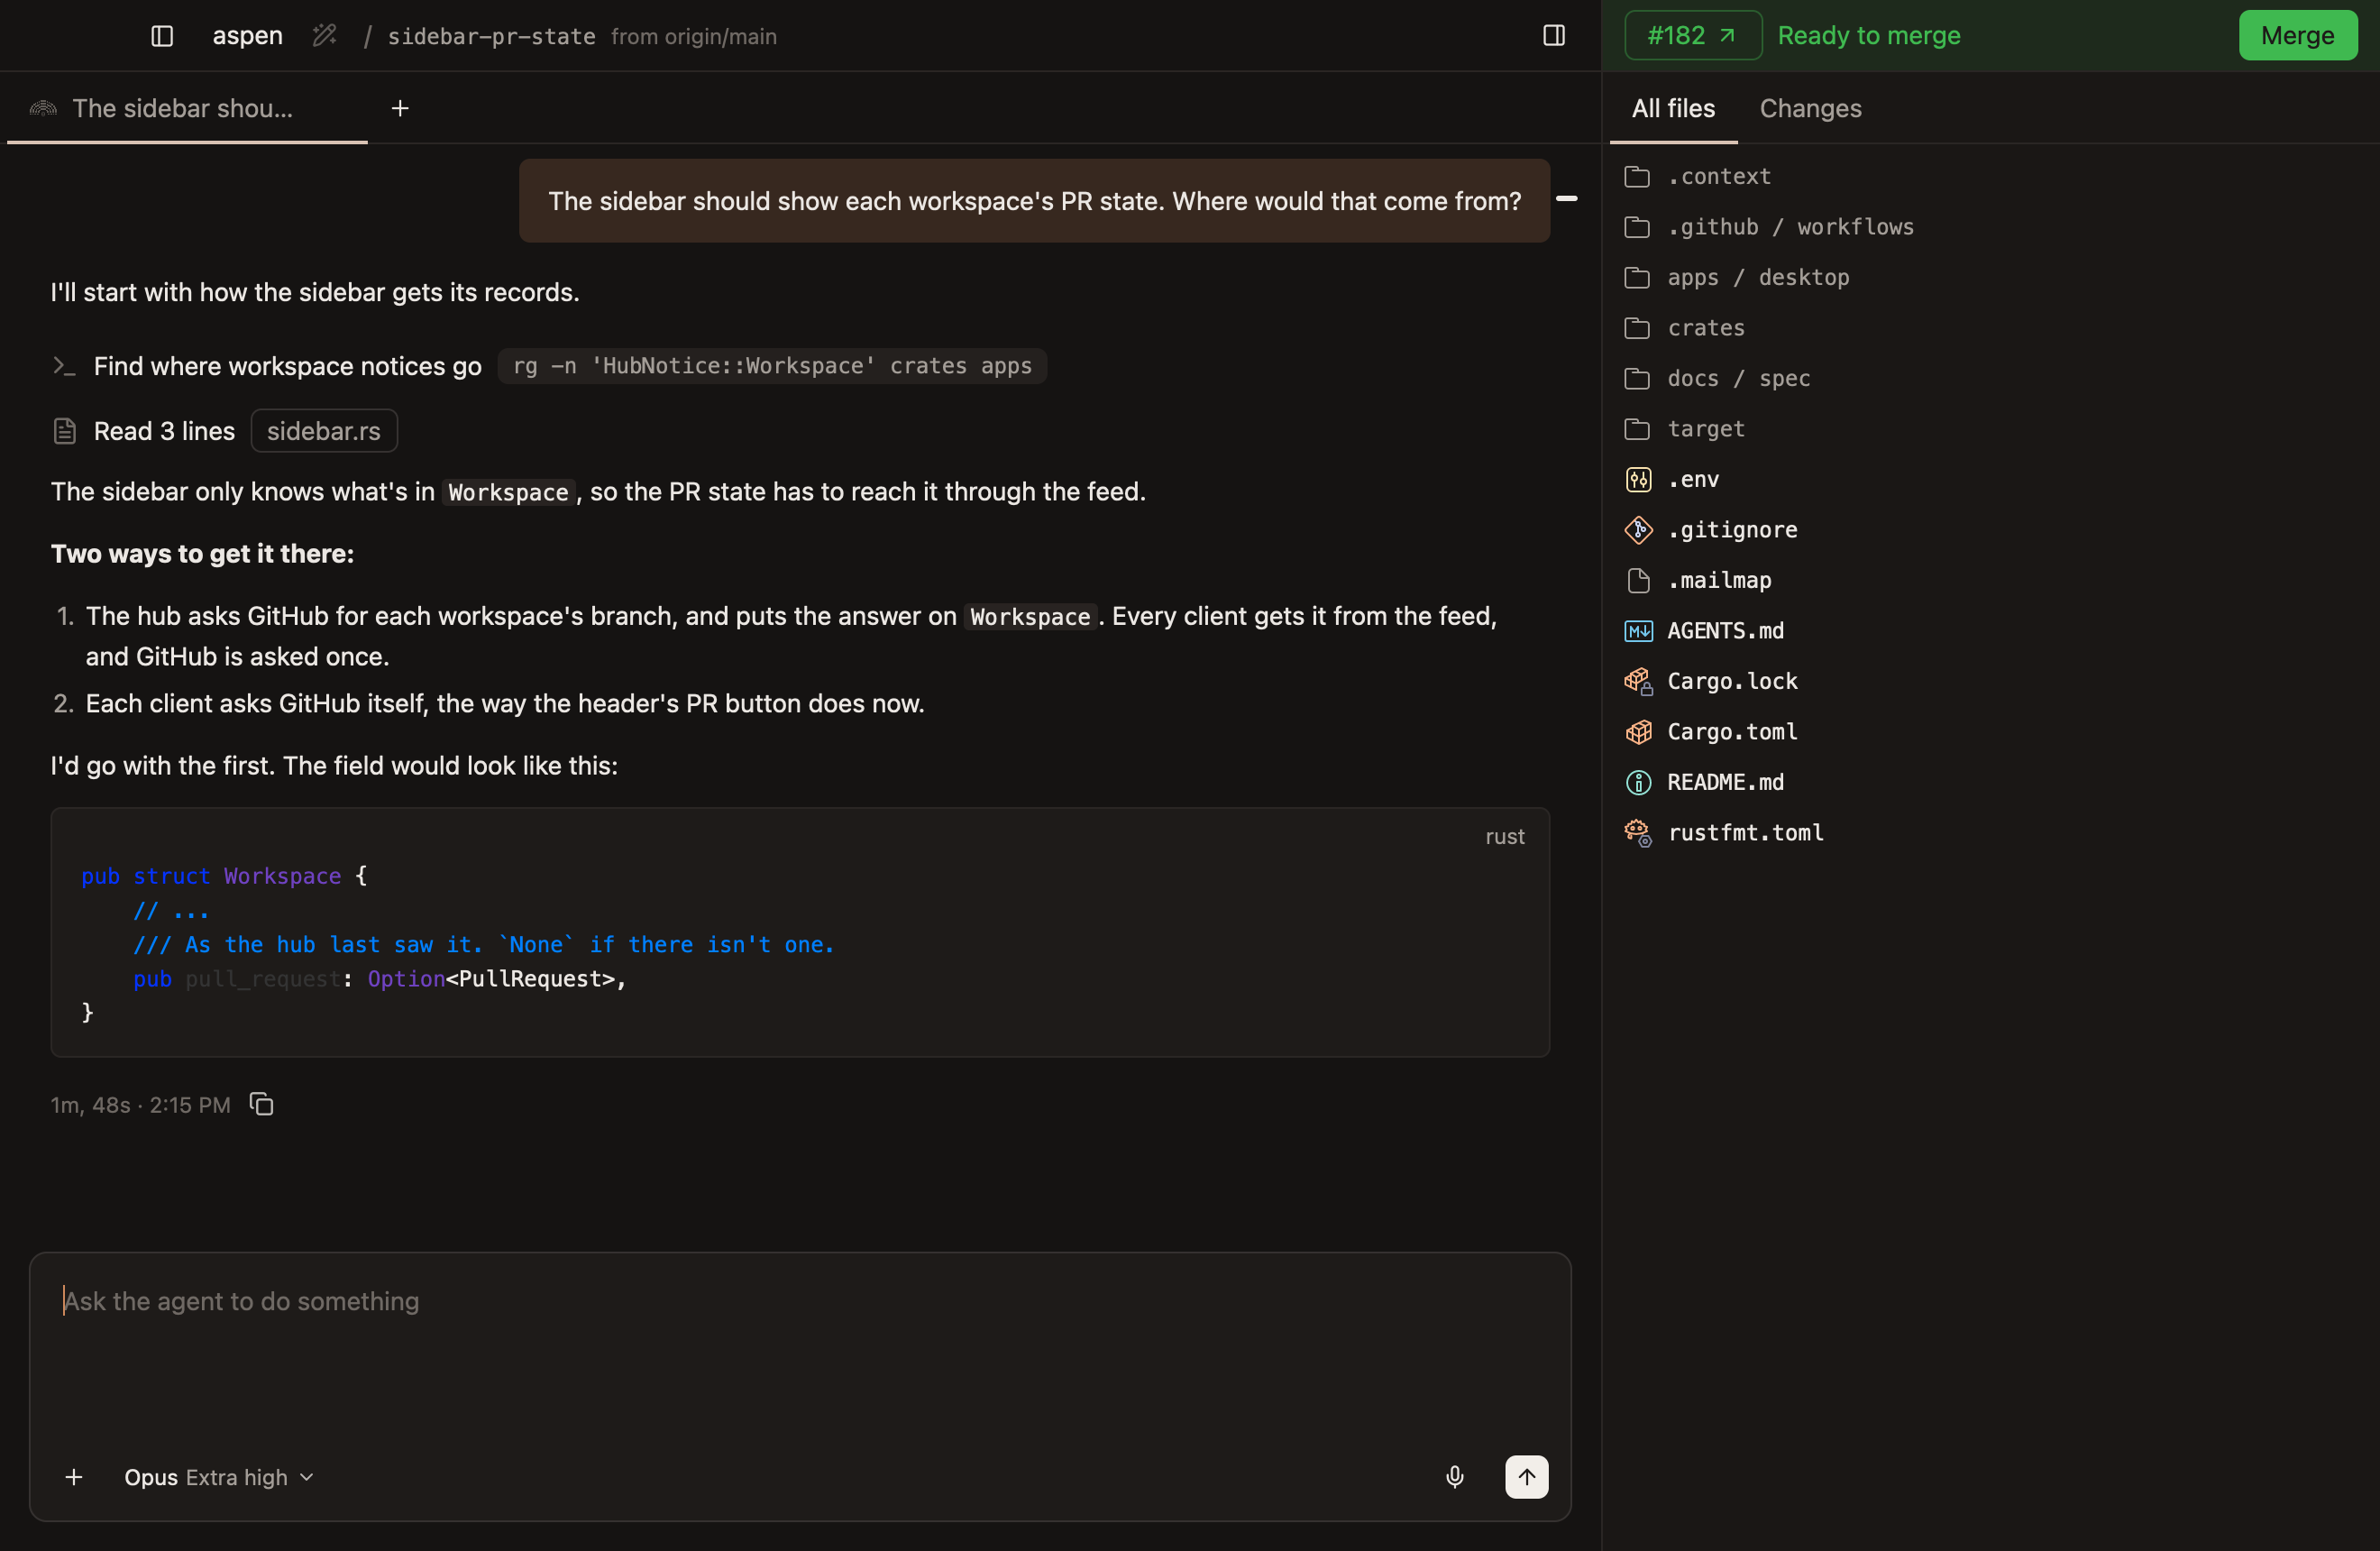 aspen / sidebar-pr-state from origin/main
#182 ↗ Ready to merge
Merge
The sidebar shou...
All files
Changes
The sidebar should show each workspace's PR state. Where would that come from?
I'll start with how the sidebar gets its records.
Find where workspace notices go rg -n 'HubNotice::Workspace' crates apps
Read 3 lines sidebar.rs
The sidebar only knows what's in Workspace, so the PR state has to reach it through the feed.
Two ways to get it there:
1. The hub asks GitHub for each workspace's branch, and puts the answer on Workspace. Every client gets it from the feed,
and GitHub is asked once.
2. Each client asks GitHub itself, the way the header's PR button does now.
I'd go with the first. The field would look like this:
rust
pub struct Workspace {
    // ...
    /// As the hub last saw it. `None` if there isn't one.
    pub pull_request: Option<PullRequest>,
}
1m, 48s · 2:15 PM
Ask the agent to do something
Opus Extra high
.context
.github / workflows
apps / desktop
crates
docs / spec
target
.env
.gitignore
.mailmap
AGENTS.md
Cargo.lock
Cargo.toml
README.md
rustfmt.toml